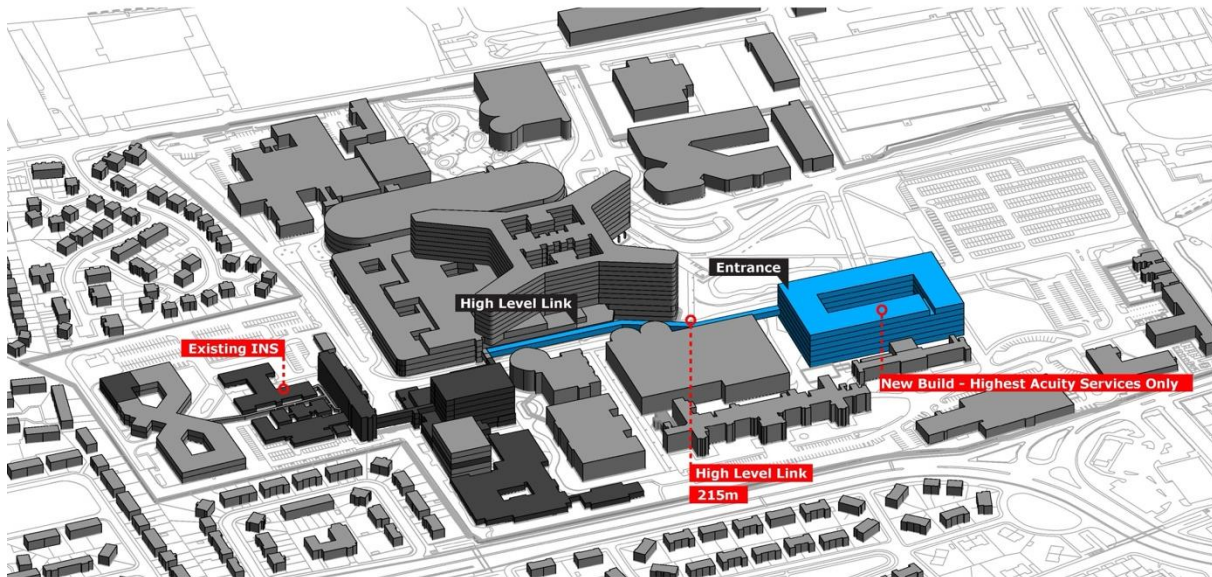 Entrance
High Level Link
Existing INS
New Build - Highest Acuity Services Only
High Level Link
215m